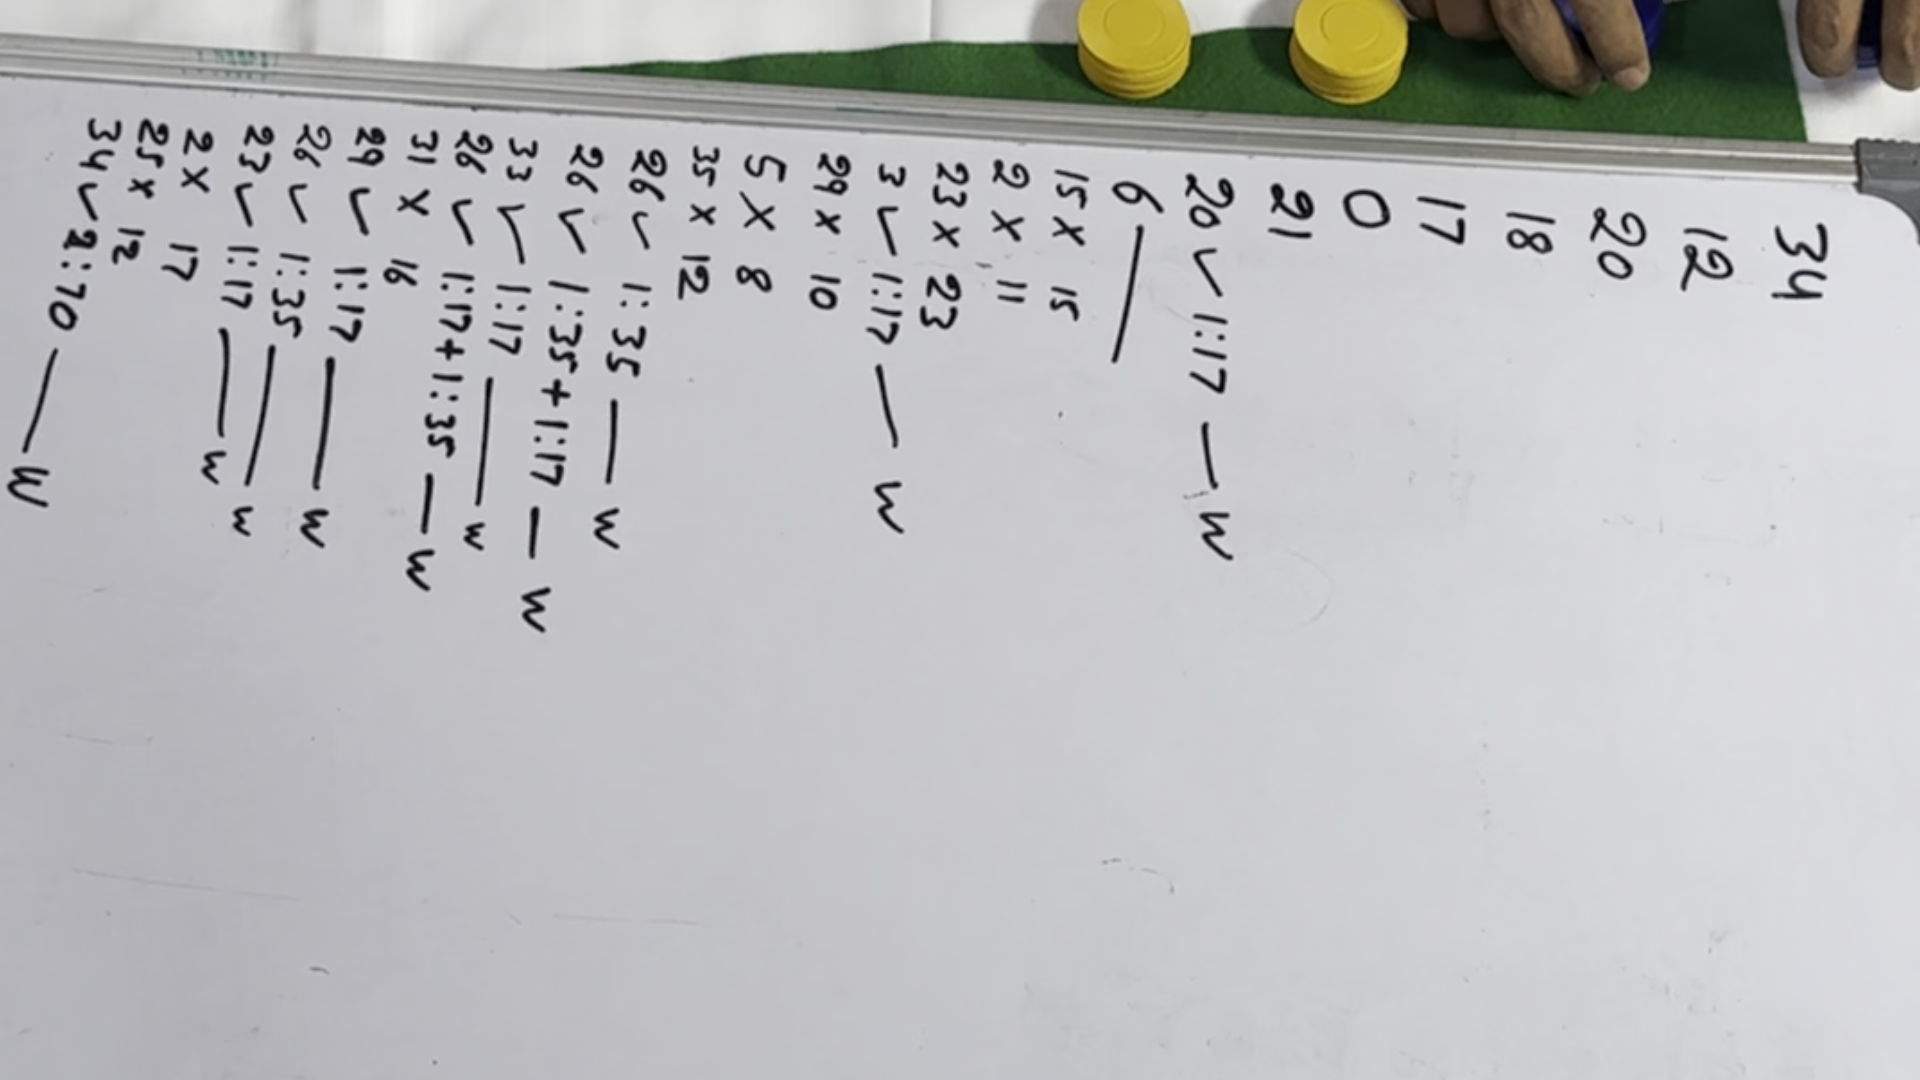 34
12
20
18
17
0
21
20 ✓ 1:17 — W
6 —
15 x 15
2 x 11
23 x 23
3 ✓ 1:17 — W
29 x 10
5 x 8
35 x 12
26 ✓ 1:35 — W
26 ✓ 1:35+1:17 — W
33 ✓ 1:17 — W
26 ✓ 1:17+1:35 — W
31 x 16
29 ✓ 1:17 — W
26 ✓ 1:35 — W
23 ✓ 1:17 — W
2 x 17
25 x 12
34 ✓ 2:70 — W